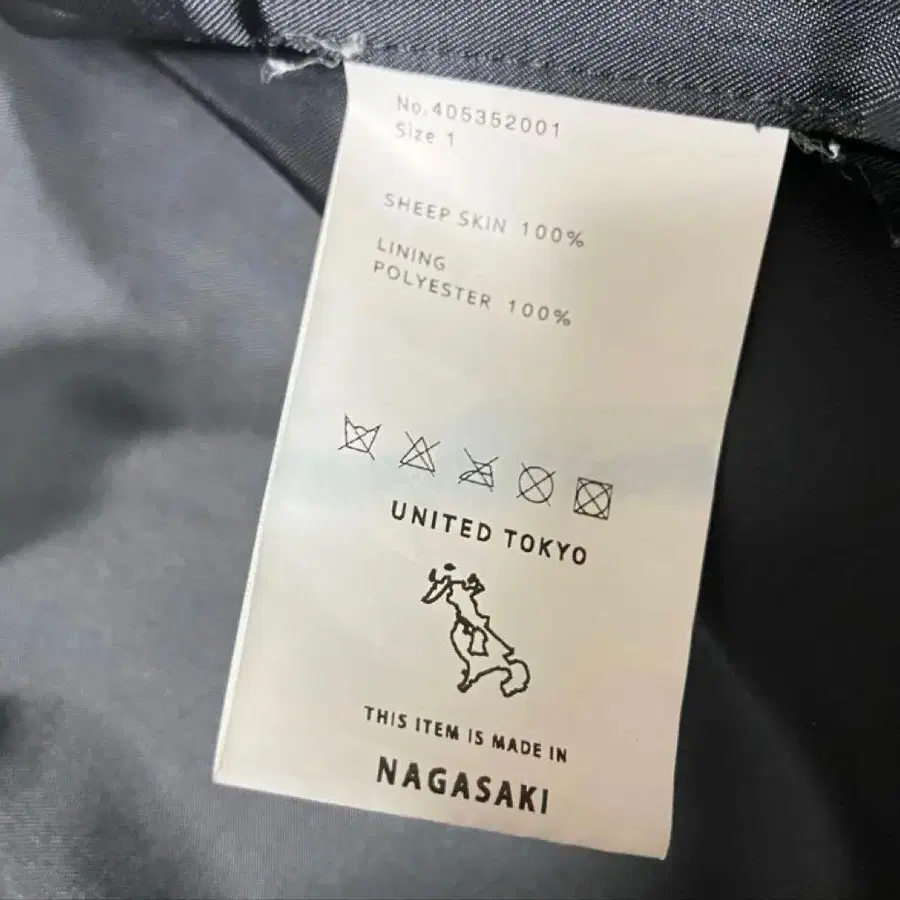 No.405352001
Size 1
SHEEP SKIN 100%
LINING
POLYESTER 100%
UNITED TOKYO
THIS ITEM IS MADE IN
NAGASAKI